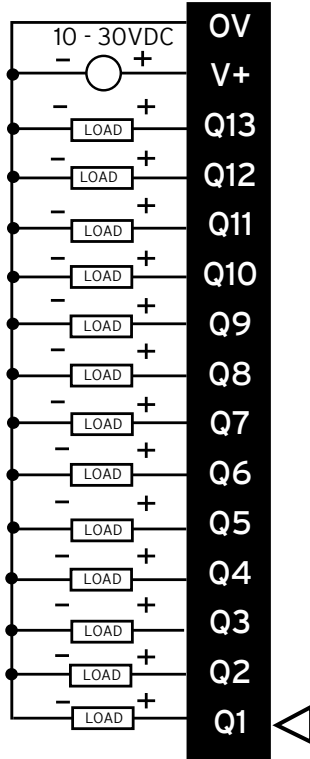 0V
10 - 30VDC
- + V+
- LOAD + Q13
- LOAD + Q12
- LOAD + Q11
- LOAD + Q10
- LOAD + Q9
- LOAD + Q8
- LOAD + Q7
- LOAD + Q6
- LOAD + Q5
- LOAD + Q4
- LOAD + Q3
- LOAD + Q2
- LOAD + Q1